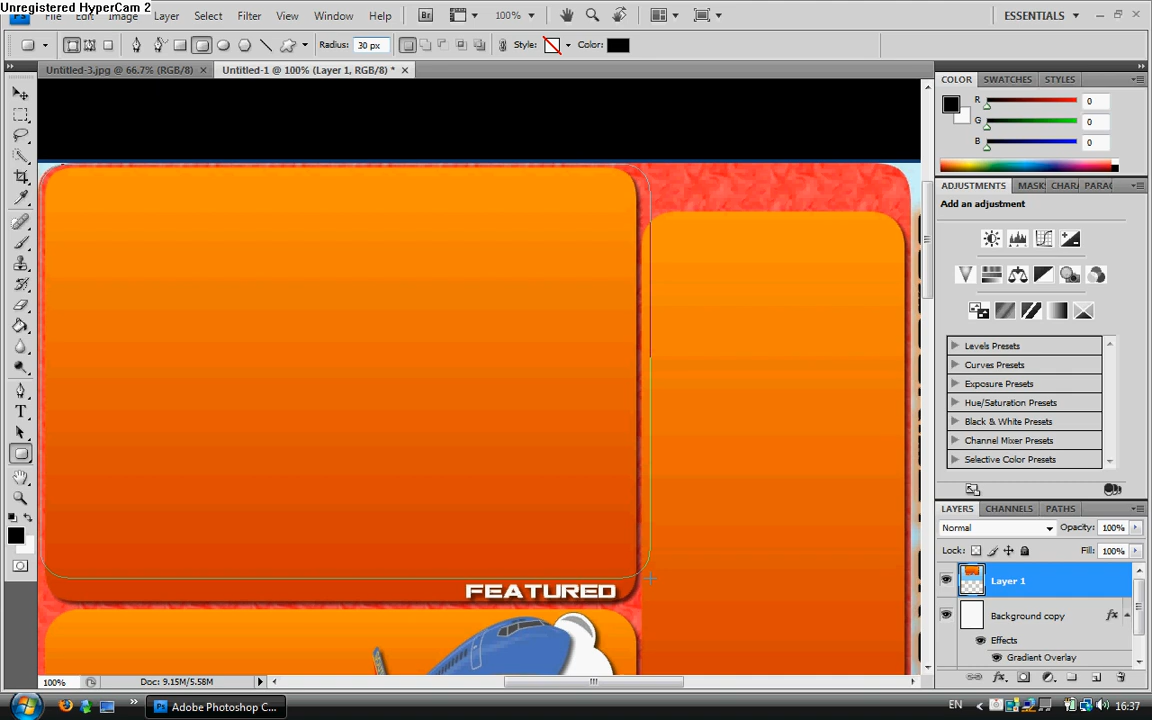 Unregistered HyperCam 2
File Edit Image Layer Select Filter View Window Help 100% ESSENTIALS
Radius: 30 px Style: Color:
Untitled-3.jpg @ 66.7% (RGB/8) Untitled-1 @ 100% (Layer 1, RGB/8) *
COLOR SWATCHES STYLES
R 0
G 0
B 0
ADJUSTMENTS MASK CHAR PARAG
Add an adjustment
Levels Presets
Curves Presets
Exposure Presets
Hue/Saturation Presets
Black & White Presets
Channel Mixer Presets
Selective Color Presets
LAYERS CHANNELS PATHS
Normal Opacity: 100%
Lock: Fill: 100%
Layer 1
Background copy fx
Effects
Gradient Overlay
FEATURED
100% Doc: 9.15M/5.58M
Adobe Photoshop C... EN 16:37